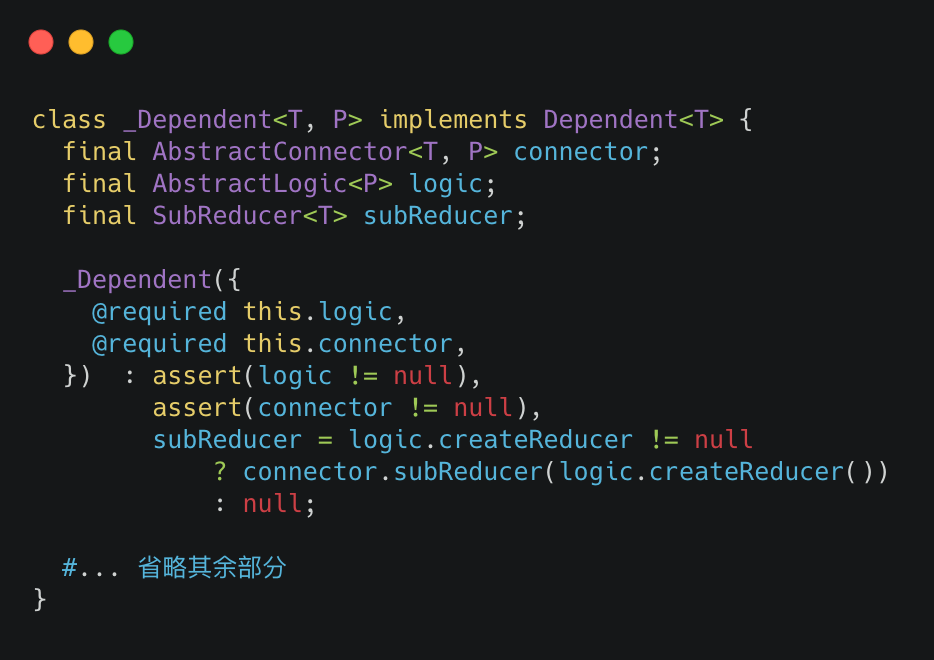 class _Dependent<T, P> implements Dependent<T> {
  final AbstractConnector<T, P> connector;
  final AbstractLogic<P> logic;
  final SubReducer<T> subReducer;

  _Dependent({
    @required this.logic,
    @required this.connector,
  })  : assert(logic != null),
        assert(connector != null),
        subReducer = logic.createReducer != null
            ? connector.subReducer(logic.createReducer())
            : null;

  #... 省略其余部分
}